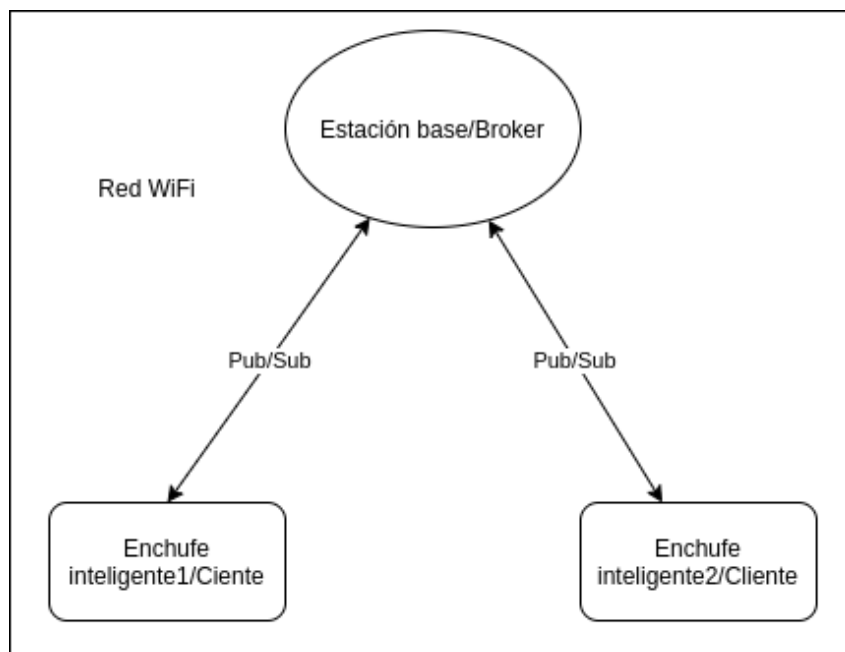 Estación base/Broker
Red WiFi
Pub/Sub
Pub/Sub
Enchufe
inteligente1/Ciente
Enchufe
inteligente2/Cliente